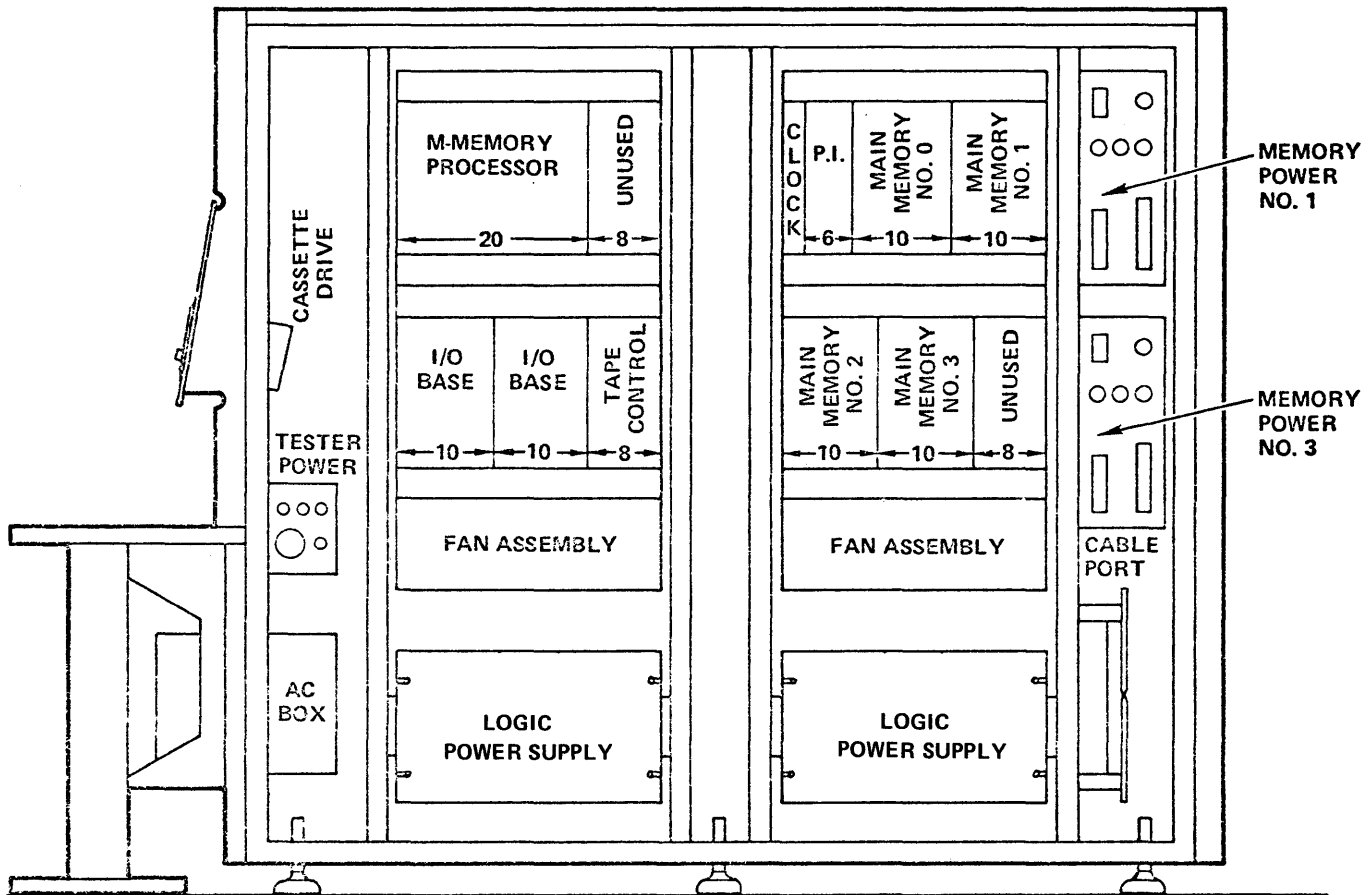 M-MEMORY
PROCESSOR
UNUSED
20
8
CLOCK
P.I.
MAIN
MEMORY
NO. 0
MAIN
MEMORY
NO. 1
6
10
10
MEMORY
POWER
NO. 1
CASSETTE
DRIVE
I/O
BASE
I/O
BASE
TAPE
CONTROL
10
10
8
MAIN
MEMORY
NO. 2
MAIN
MEMORY
NO. 3
UNUSED
10
10
8
MEMORY
POWER
NO. 3
TESTER
POWER
FAN ASSEMBLY
FAN ASSEMBLY
CABLE
PORT
AC
BOX
LOGIC
POWER SUPPLY
LOGIC
POWER SUPPLY